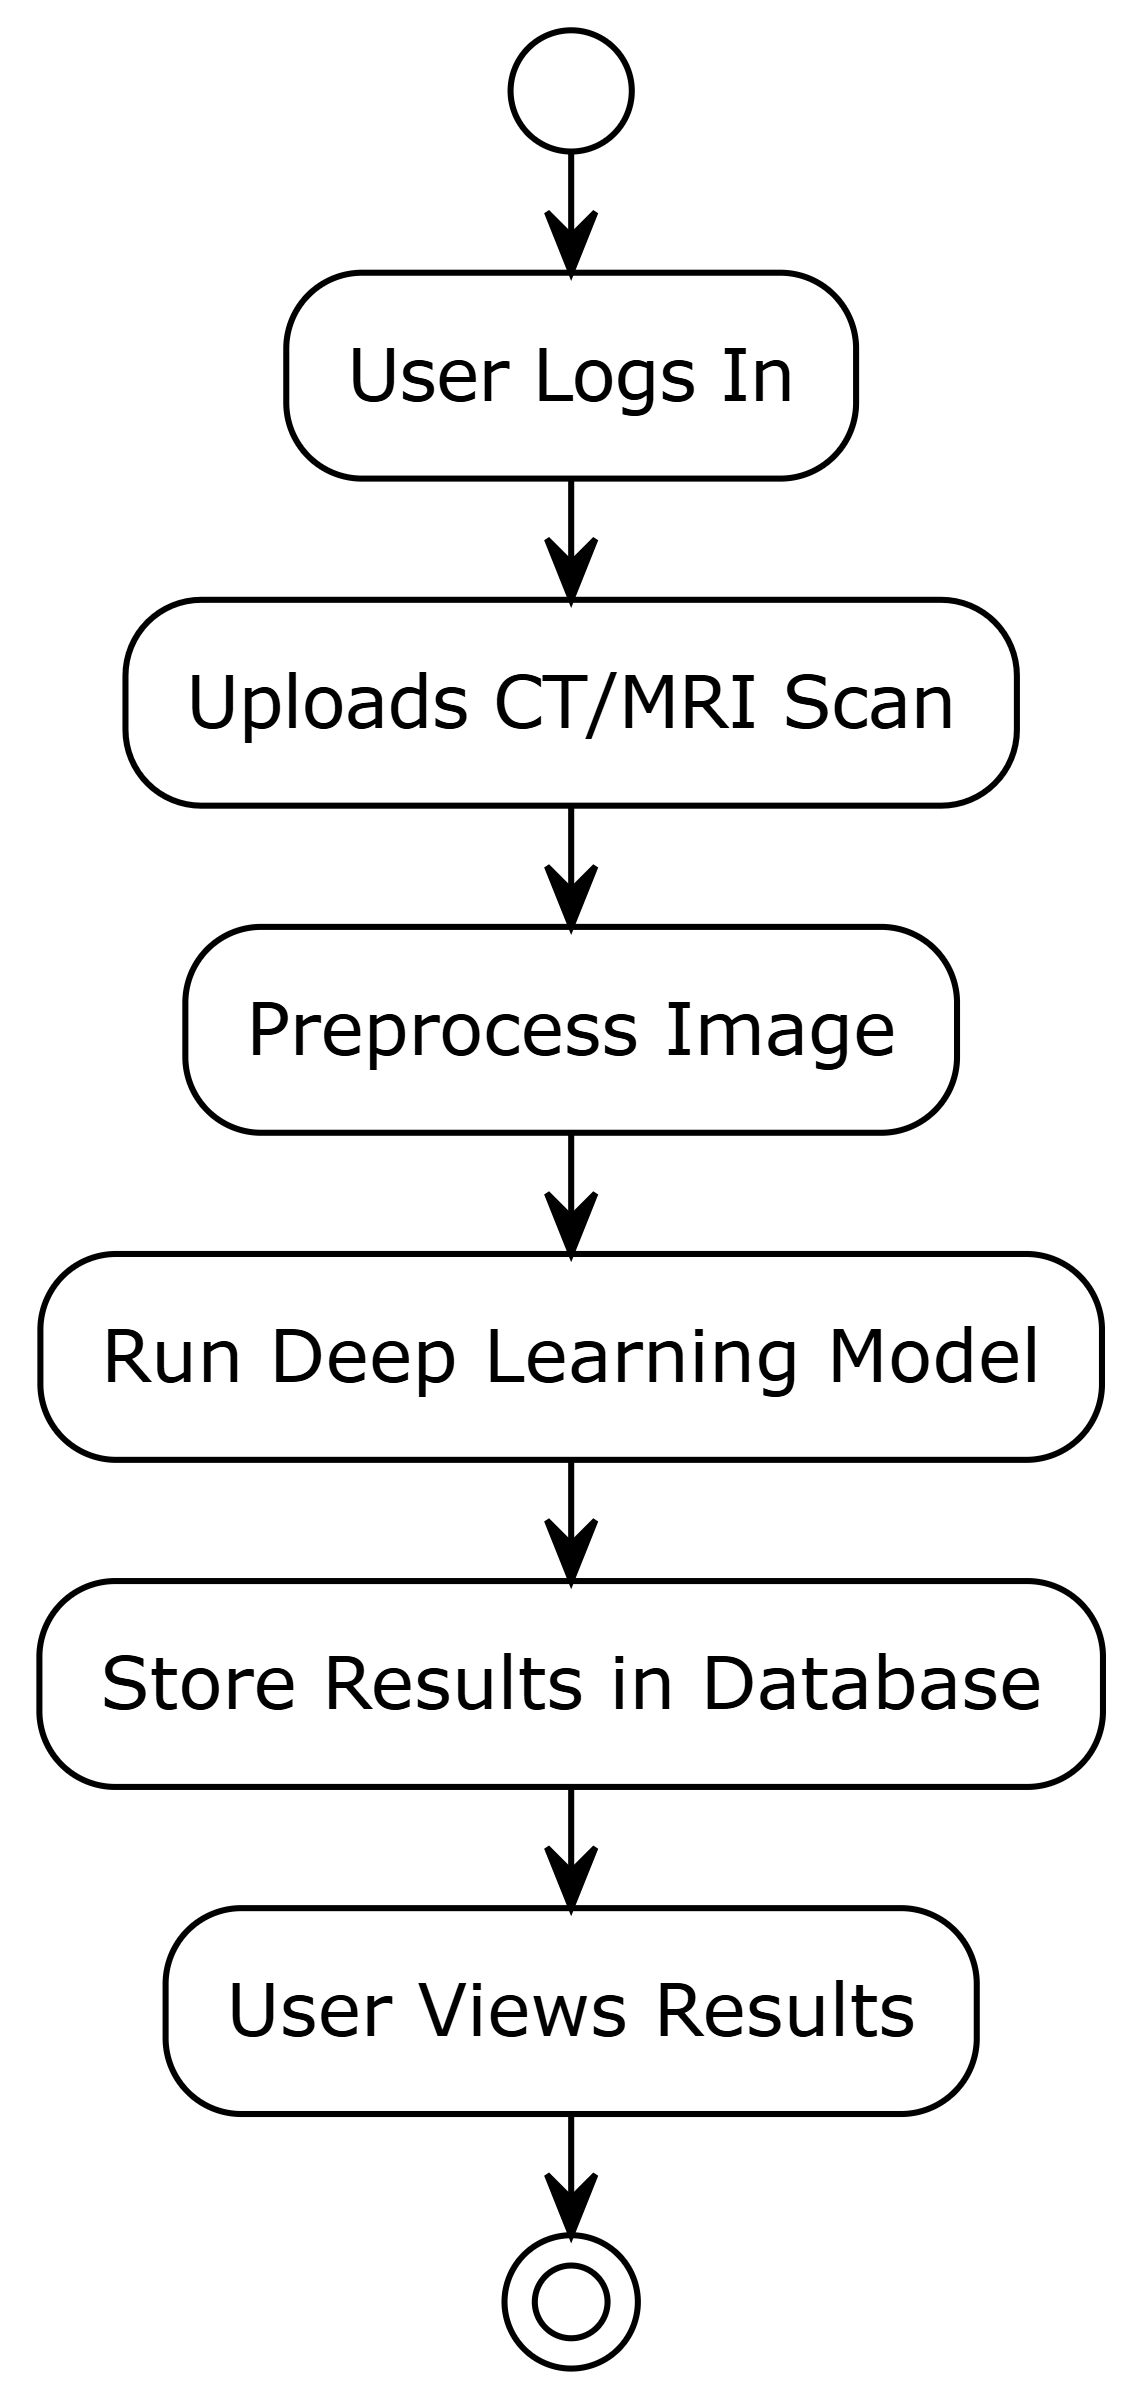 User Logs In
Uploads CT/MRI Scan
Preprocess Image
Run Deep Learning Model
Store Results in Database
User Views Results